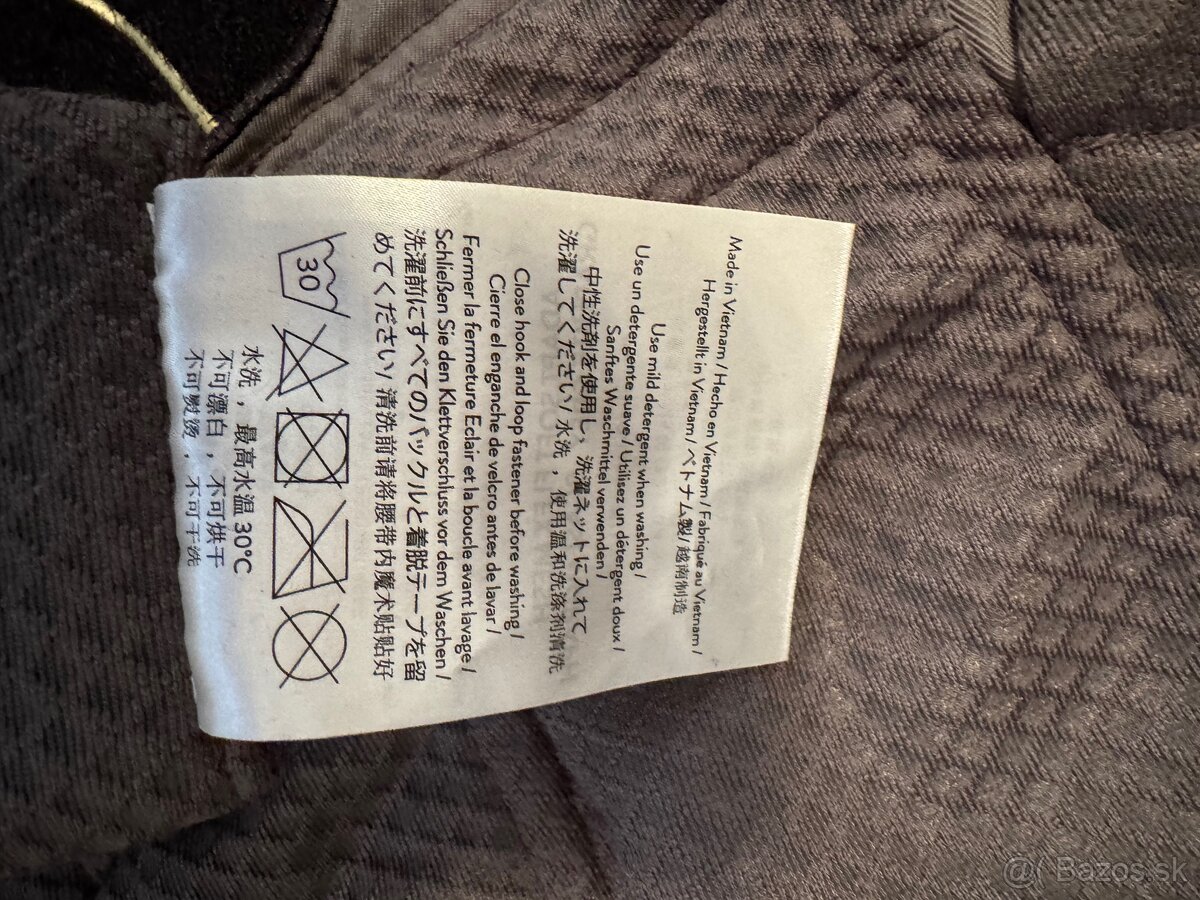 Made in Vietnam / Hecho en Vietnam / Fabriqué au Vietnam /
Hergestellt in Vietnam / ベトナム製 / 越南制造
Use mild detergent when washing /
Use un detergente suave / Utilisez un détergent doux /
Sanftes Waschmittel verwenden /
中性洗剤を使用し、洗濯ネットに入れて
洗濯してください / 水洗，使用温和洗涤剂清洗
Close hook and loop fastener before washing /
Cierre el enganche de velcro antes de lavar /
Fermer la fermeture Eclair et la boucle avant lavage /
Schließen Sie den Klettverschluss vor dem Waschen /
洗濯前にすべてのバックルと着脱テープを留
めてください / 清洗前请将腰带内魔术贴贴好
30
水洗，最高水温 30°C
不可漂白，不可烘干
不可熨烫，不可干洗
@( Bazos.sk